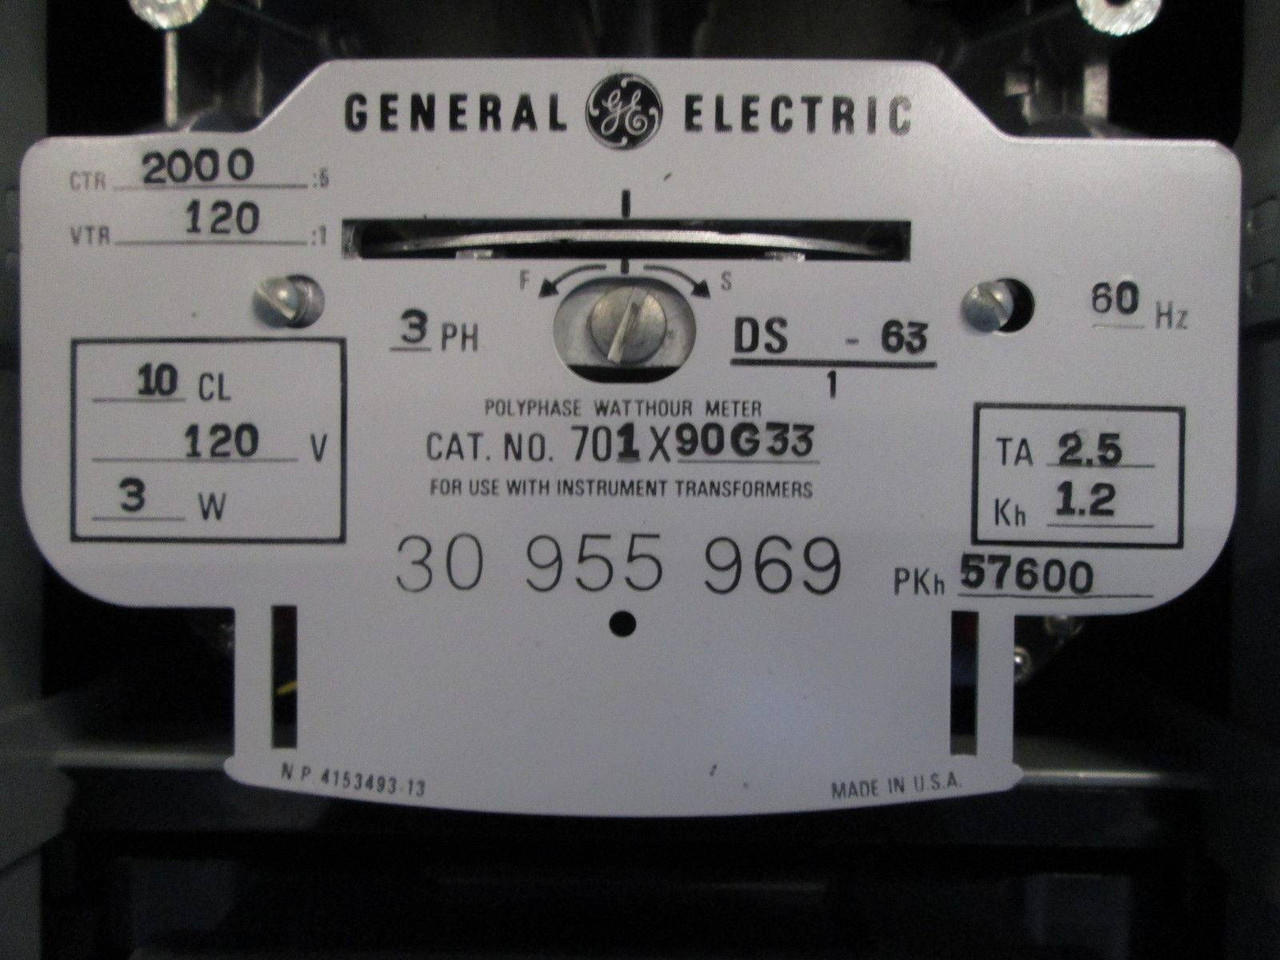 GENERAL GE ELECTRIC
CTR 2000 :5
VTR 120 :1
F S
3 PH
DS - 63
1
60 Hz
10 CL
120 V
3 W
POLYPHASE WATTHOUR METER
CAT. NO. 701X90G33
FOR USE WITH INSTRUMENT TRANSFORMERS
TA 2.5
Kh 1.2
30 955 969
PKh 57600
N P 4153493-13
MADE IN U.S.A.